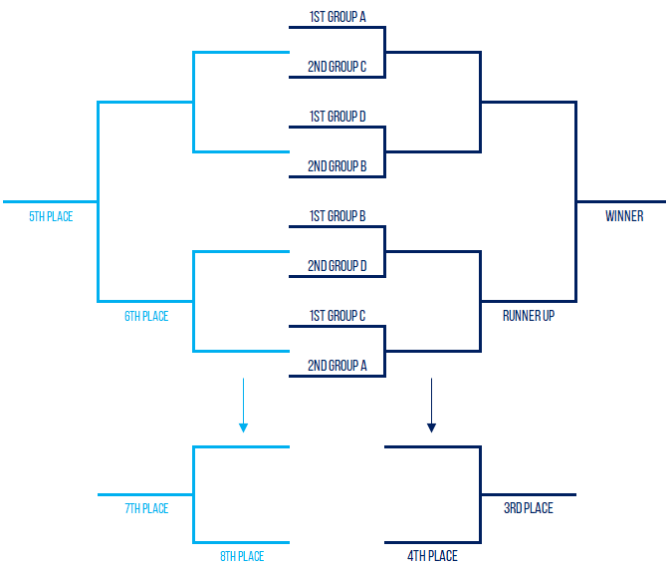 1ST GROUP A
2ND GROUP C
1ST GROUP D
2ND GROUP B
5TH PLACE
1ST GROUP B
WINNER
2ND GROUP D
6TH PLACE
1ST GROUP C
RUNNER UP
2ND GROUP A
7TH PLACE
3RD PLACE
8TH PLACE
4TH PLACE